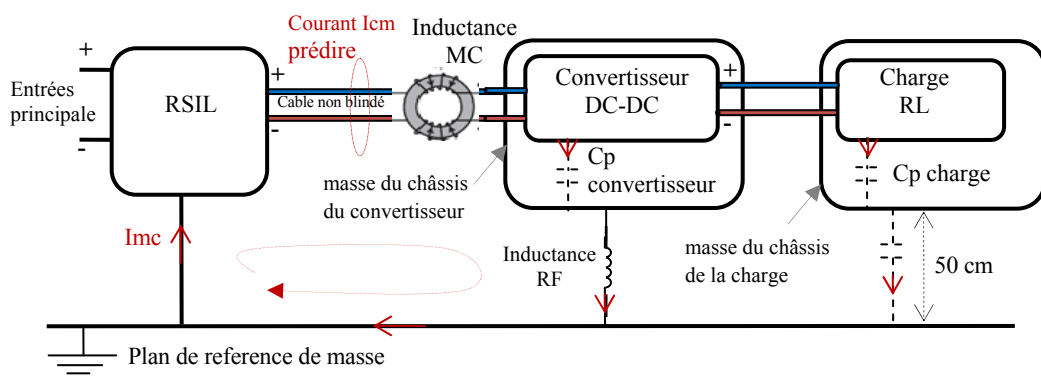 Courant Icm
prédire
Inductance
MC
+
Entrées
principale
-
RSIL
+
Cable non blindé
-
Convertisseur
DC-DC
+
-
Charge
RL
Cp
convertisseur
Cp charge
masse du châssis
du convertisseur
Imc
Inductance
RF
masse du châssis
de la charge
50 cm
Plan de reference de masse